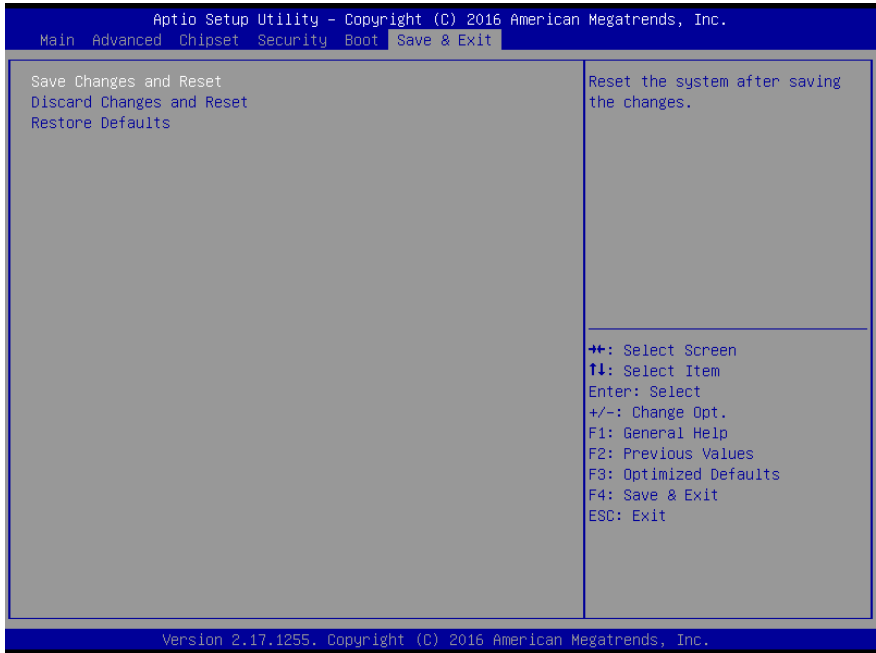 Aptio Setup Utility – Copyright (C) 2016 American Megatrends, Inc.
Main Advanced Chipset Security Boot Save & Exit
Save Changes and Reset
Discard Changes and Reset
Restore Defaults
Reset the system after saving
the changes.
→←: Select Screen
↑↓: Select Item
Enter: Select
+/-: Change Opt.
F1: General Help
F2: Previous Values
F3: Optimized Defaults
F4: Save & Exit
ESC: Exit
Version 2.17.1255. Copyright (C) 2016 American Megatrends, Inc.